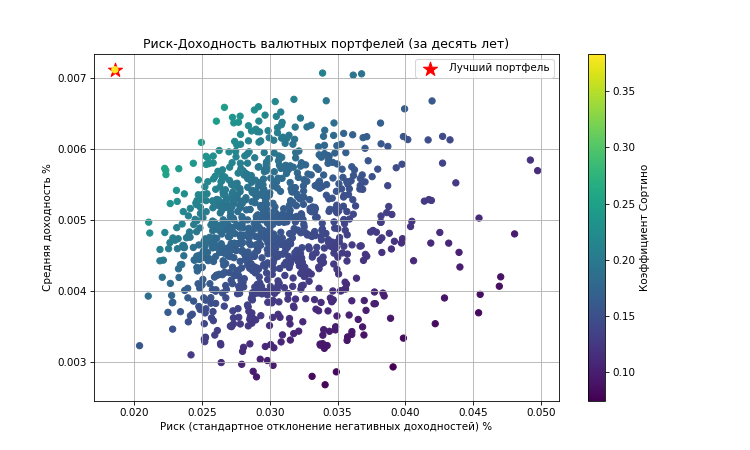 Риск-Доходность валютных портфелей (за десять лет)
Лучший портфель
0.007
0.006
0.005
0.004
0.003
Средняя доходность %
0.020 0.025 0.030 0.035 0.040 0.045 0.050
Риск (стандартное отклонение негативных доходностей) %
0.35
0.30
0.25
0.20
0.15
0.10
Коэффициент Сортино